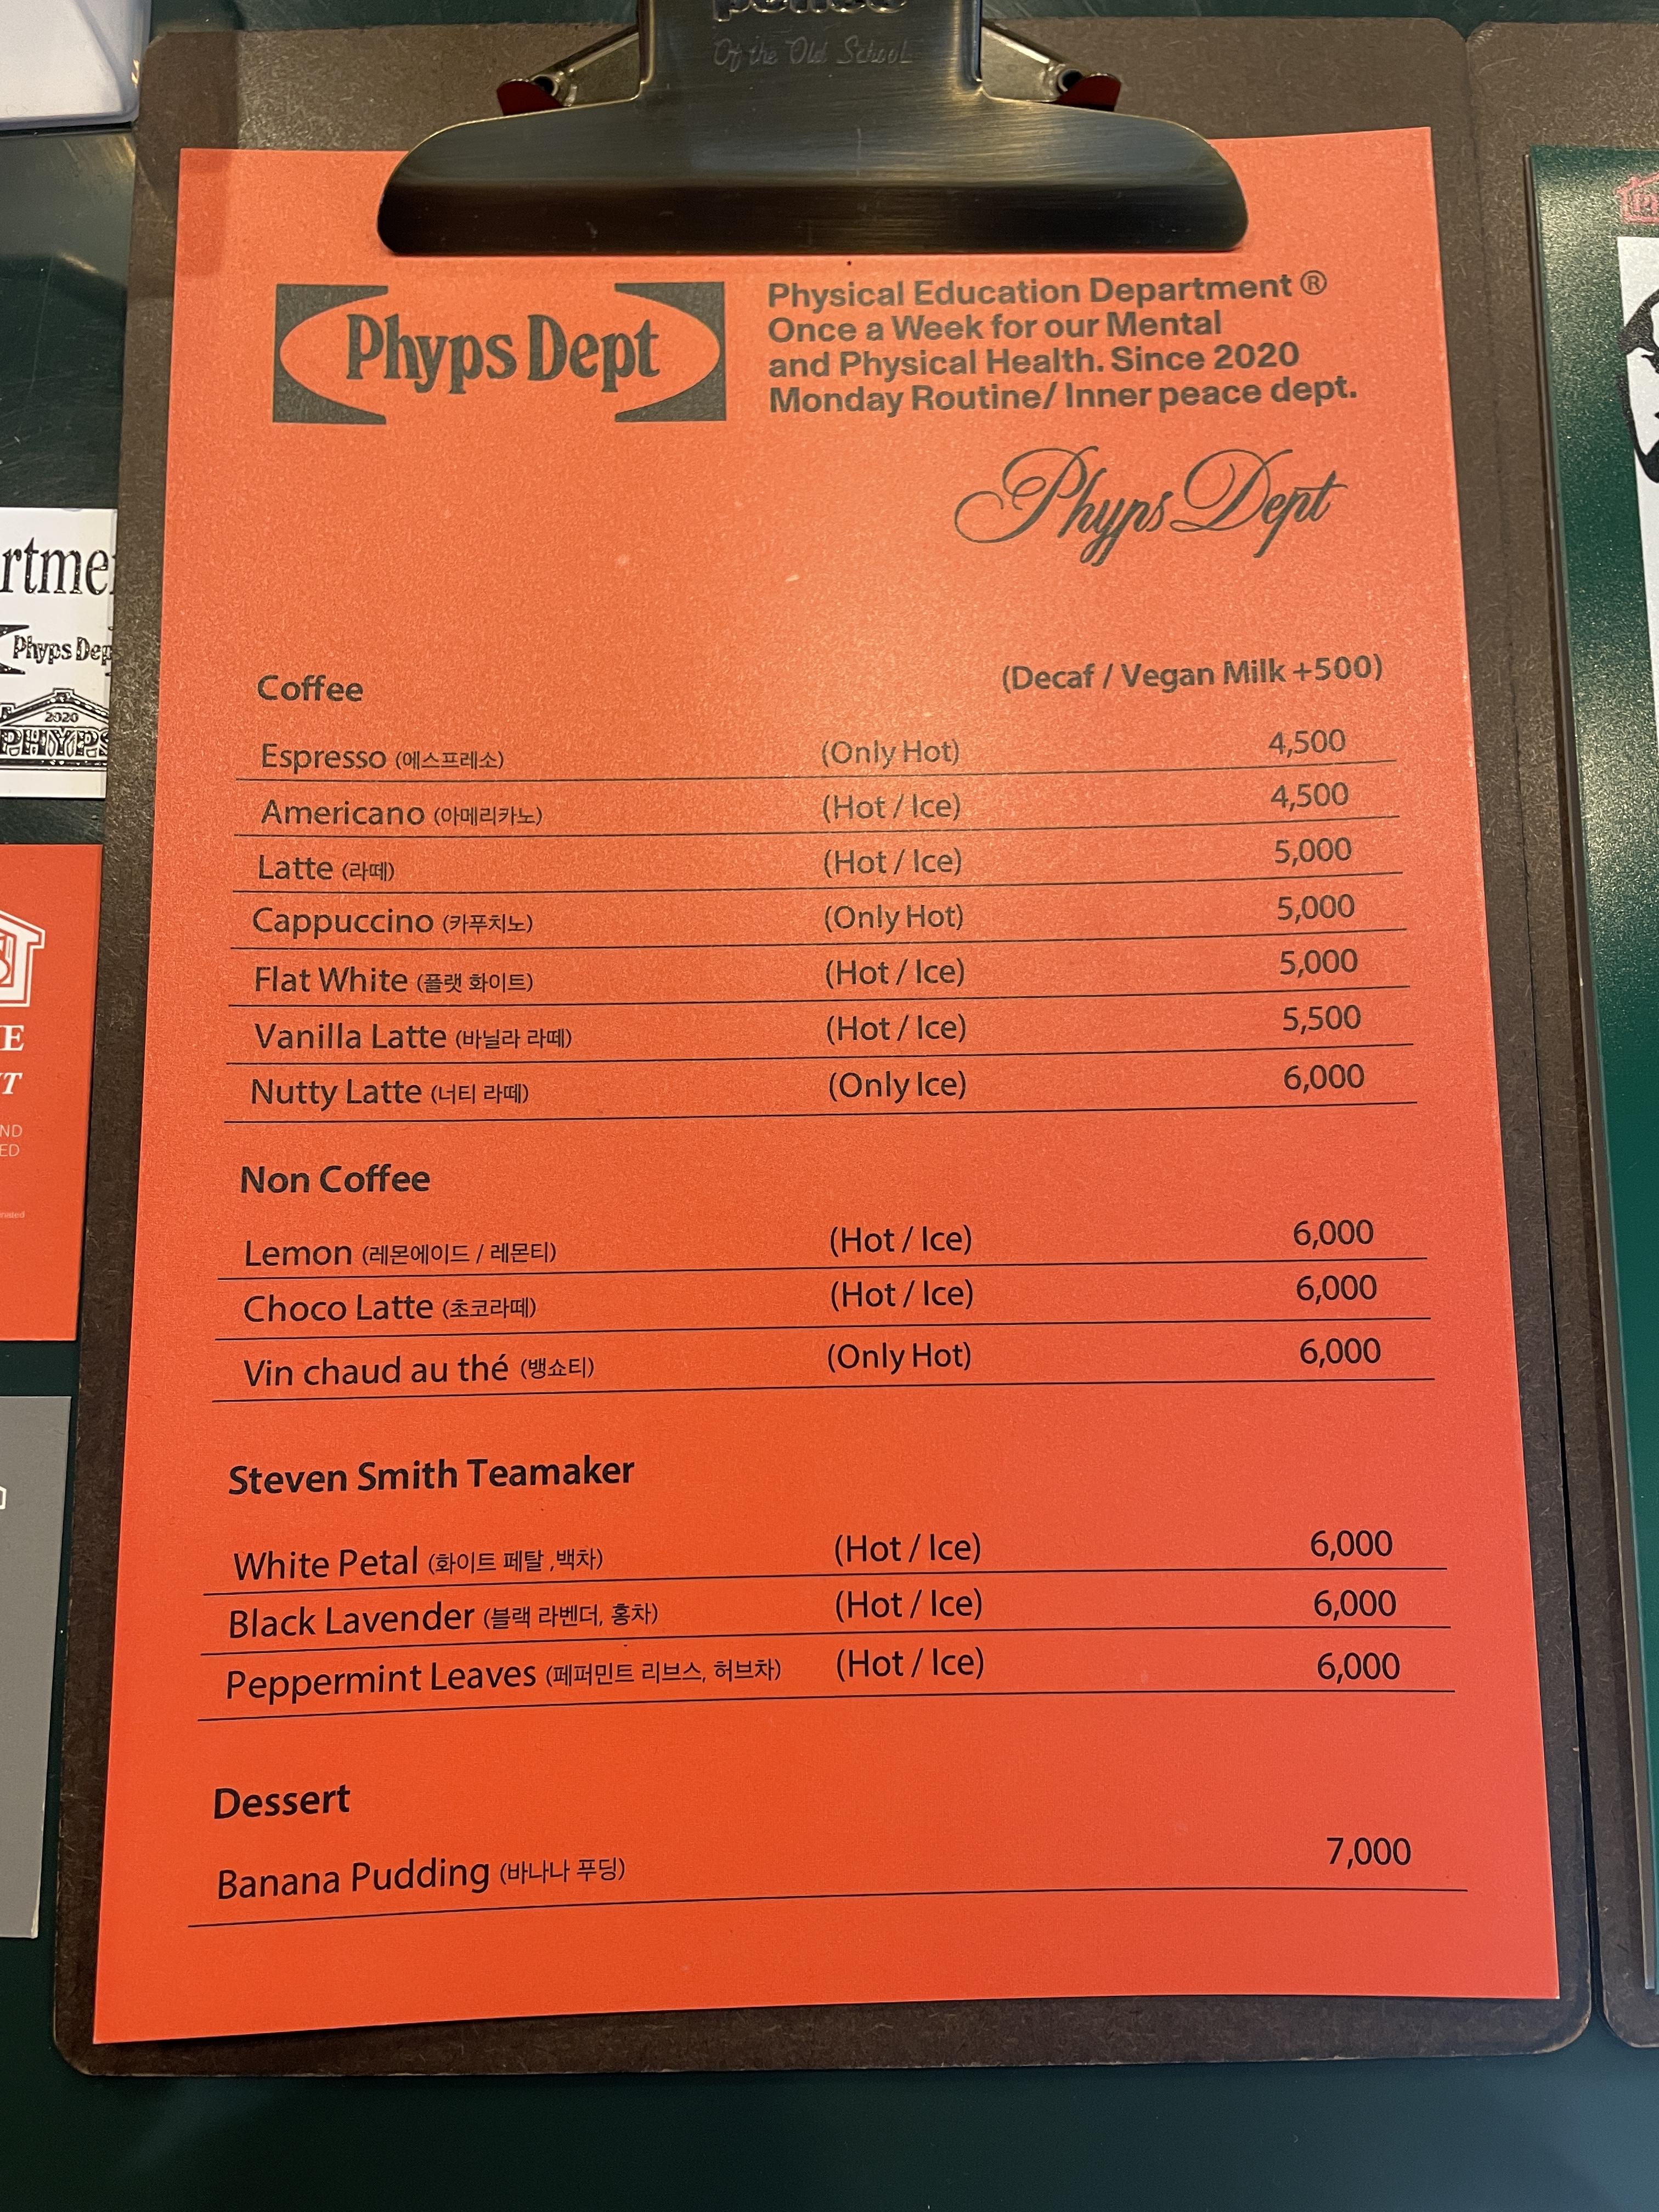 Of the Old School
Phyps Dept
Physical Education Department ®
Once a Week for our Mental
and Physical Health. Since 2020
Monday Routine/ Inner peace dept.
Phyps Dept
Coffee (Decaf / Vegan Milk +500)
Espresso (에스프레소) (Only Hot) 4,500
Americano (아메리카노) (Hot / Ice) 4,500
Latte (라떼) (Hot / Ice) 5,000
Cappuccino (카푸치노) (Only Hot) 5,000
Flat White (플랫 화이트) (Hot / Ice) 5,000
Vanilla Latte (바닐라 라떼) (Hot / Ice) 5,500
Nutty Latte (너티 라떼) (Only Ice) 6,000
Non Coffee
Lemon (레몬에이드 / 레몬티) (Hot / Ice) 6,000
Choco Latte (초코라떼) (Hot / Ice) 6,000
Vin chaud au thé (뱅쇼티) (Only Hot) 6,000
Steven Smith Teamaker
White Petal (화이트 페탈 ,백차) (Hot / Ice) 6,000
Black Lavender (블랙 라벤더, 홍차) (Hot / Ice) 6,000
Peppermint Leaves (페퍼민트 리브스, 허브차) (Hot / Ice) 6,000
Dessert
Banana Pudding (바나나 푸딩) 7,000
Phyps Dep
2020
PHYPS